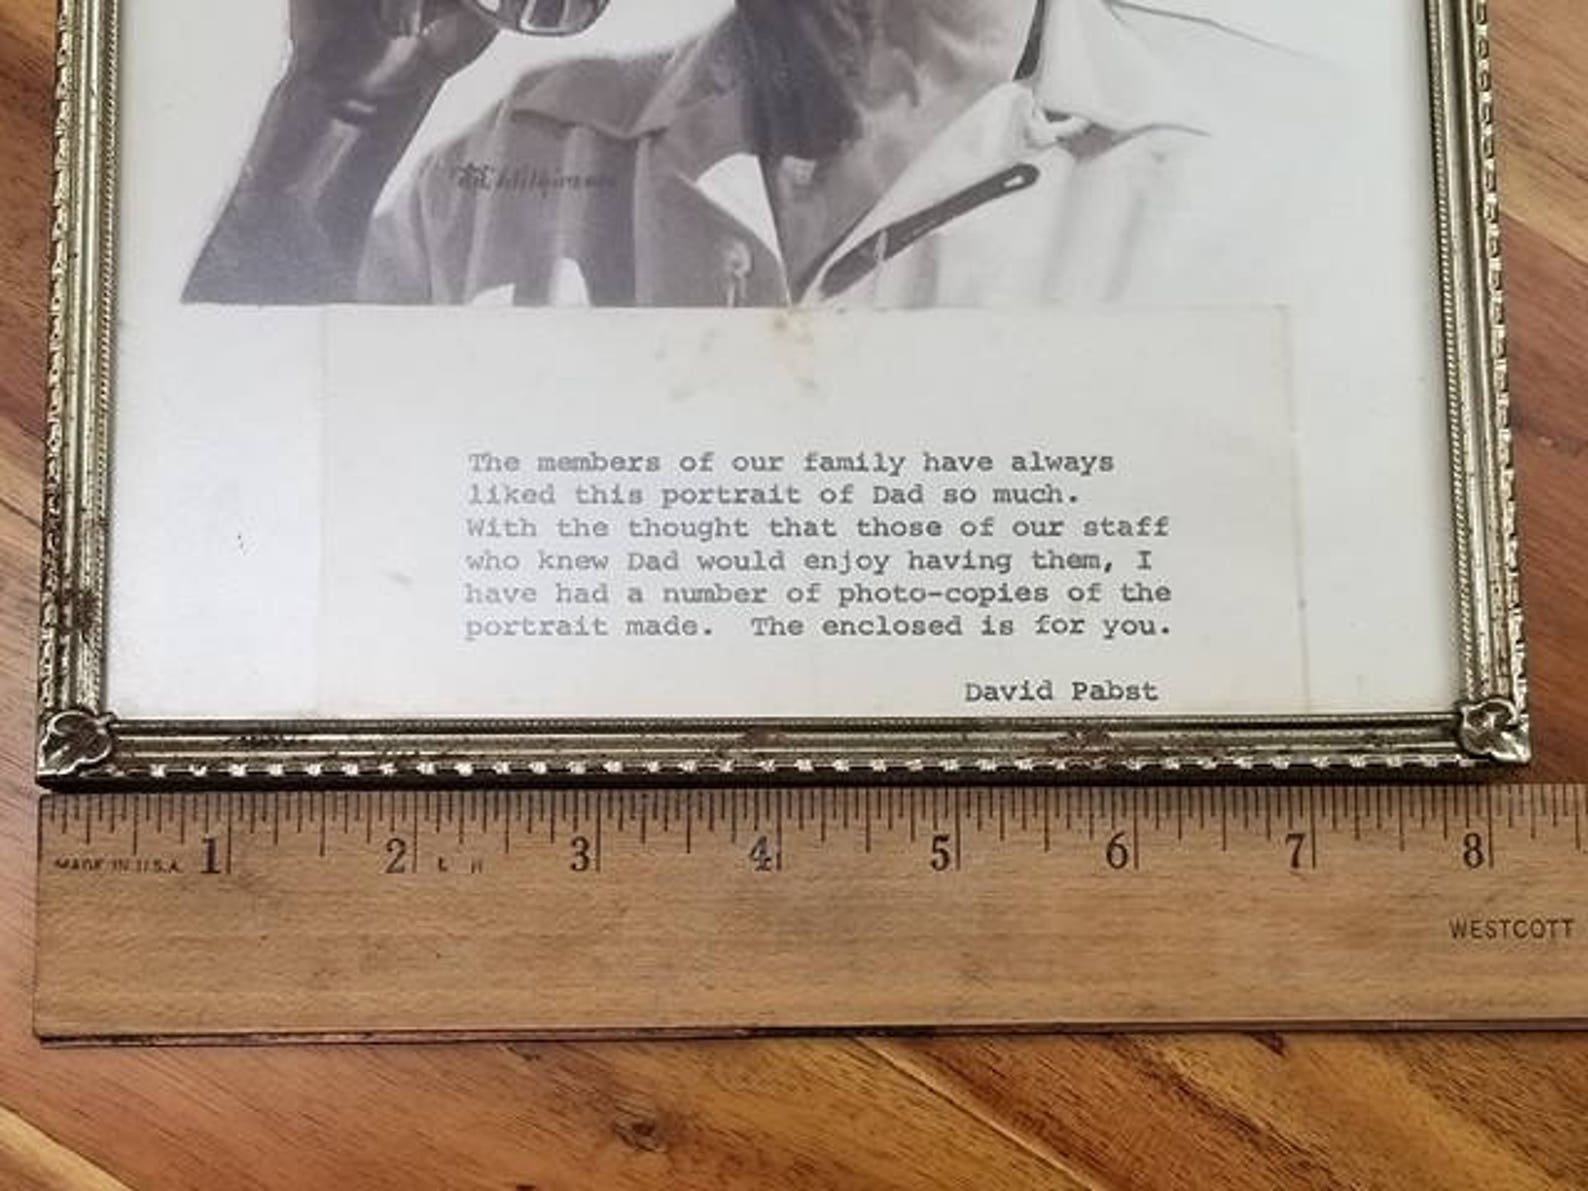 The members of our family have always
liked this portrait of Dad so much.
With the thought that those of our staff
who knew Dad would enjoy having them, I
have had a number of photo-copies of the
portrait made.  The enclosed is for you.
David Pabst
1 2 3 4 5 6 7 8
MADE IN U.S.A.
WESTCOTT